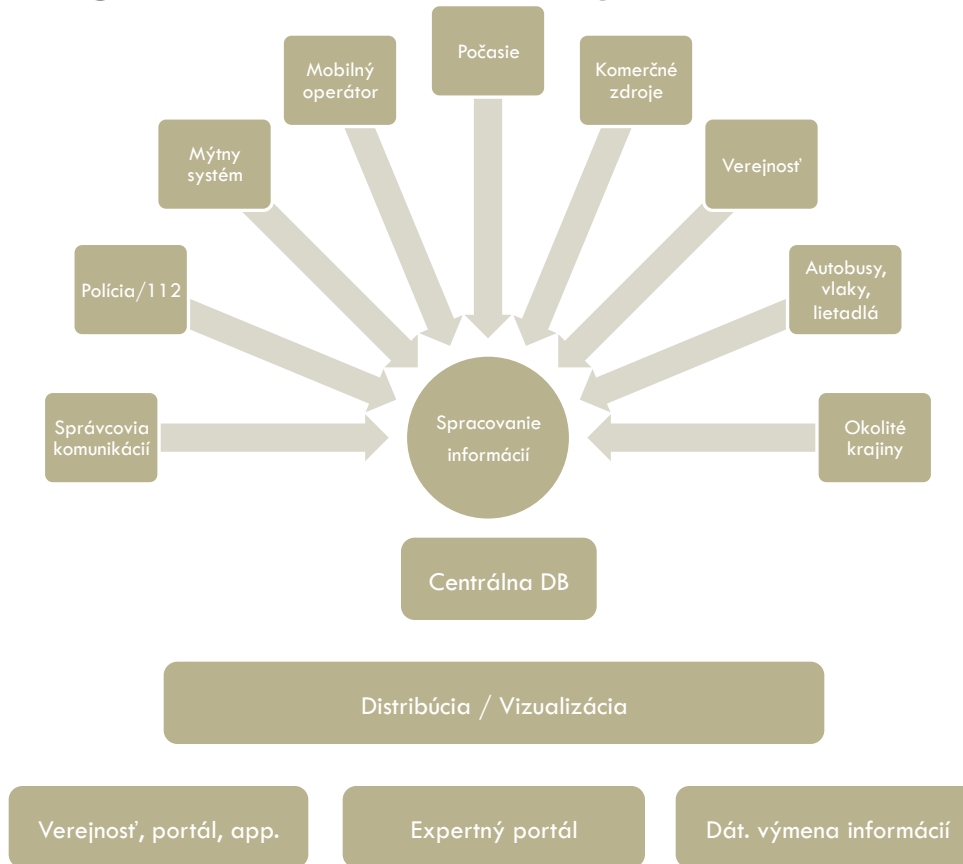 Počasie
Mobilný
operátor
Komerčné
zdroje
Mýtny
systém
Verejnosť
Polícia/112
Autobusy,
vlaky,
lietadlá
Správcovia
komunikácií
Spracovanie
informácií
Okolité
krajiny
Centrálna DB
Distribúcia / Vizualizácia
Verejnosť, portál, app.
Expertný portál
Dát. výmena informácií